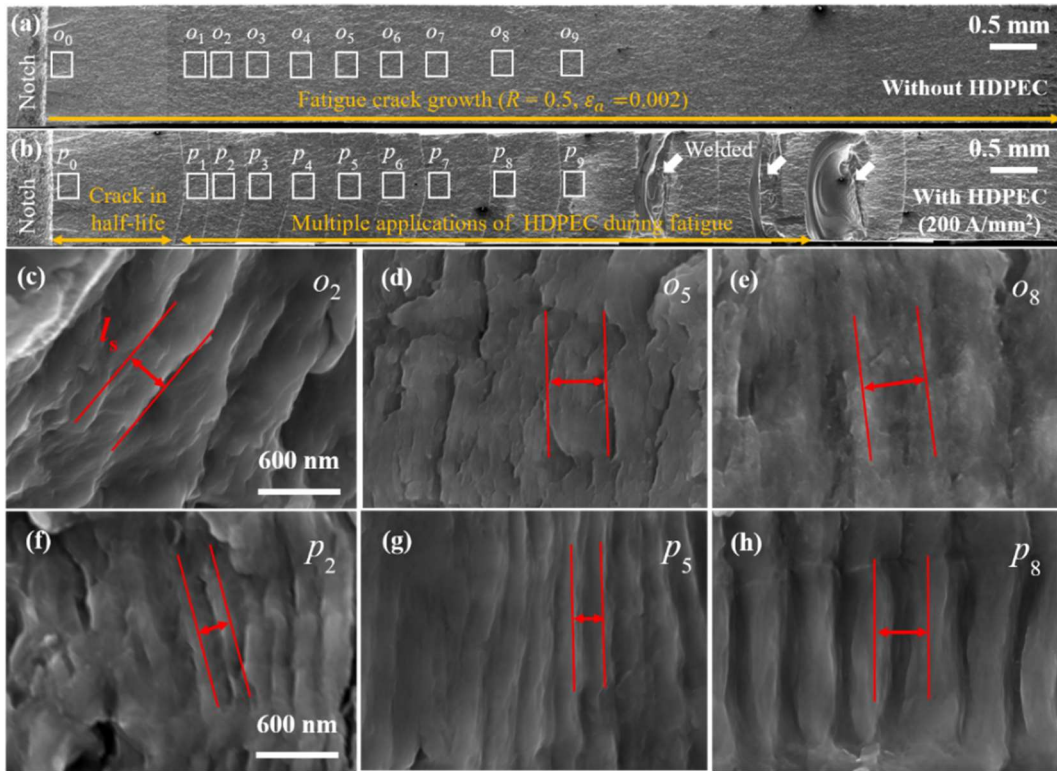 (a)
Notch
o0
o1 o2 o3 o4 o5 o6 o7 o8 o9
0.5 mm
Without HDPEC
Fatigue crack growth (R = 0.5, εa =0.002)
(b)
Notch
p0
p1 p2 p3 p4 p5 p6 p7 p8 p9
Welded
0.5 mm
Crack in
half-life
Multiple applications of HDPEC during fatigue
With HDPEC
(200 A/mm²)
(c)
o2
ls
600 nm
(d)
o5
(e)
o8
(f)
p2
600 nm
(g)
p5
(h)
p8